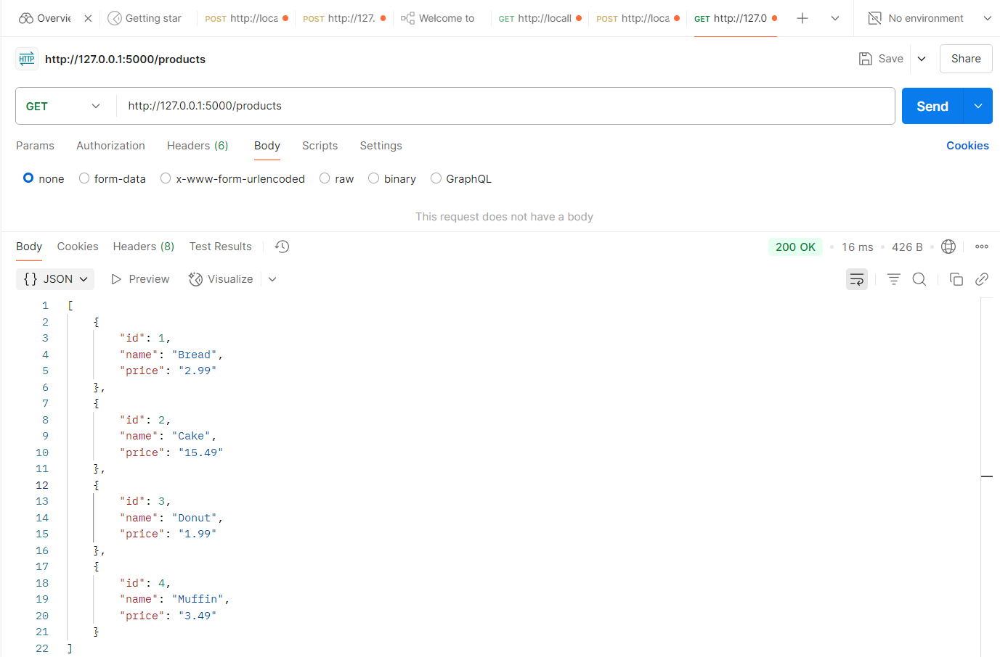 Overvie Getting star POST http://loca POST http://127. Welcome to GET http://locall POST http://loca GET http://127.0 No environment
HTTP http://127.0.0.1:5000/products Save Share
GET http://127.0.0.1:5000/products Send
Params Authorization Headers (6) Body Scripts Settings Cookies
none form-data x-www-form-urlencoded raw binary GraphQL
This request does not have a body
Body Cookies Headers (8) Test Results 200 OK 16 ms 426 B
{} JSON Preview Visualize
1 [
2 {
3 "id": 1,
4 "name": "Bread",
5 "price": "2.99"
6 },
7 {
8 "id": 2,
9 "name": "Cake",
10 "price": "15.49"
11 },
12 {
13 "id": 3,
14 "name": "Donut",
15 "price": "1.99"
16 },
17 {
18 "id": 4,
19 "name": "Muffin",
20 "price": "3.49"
21 }
22 ]